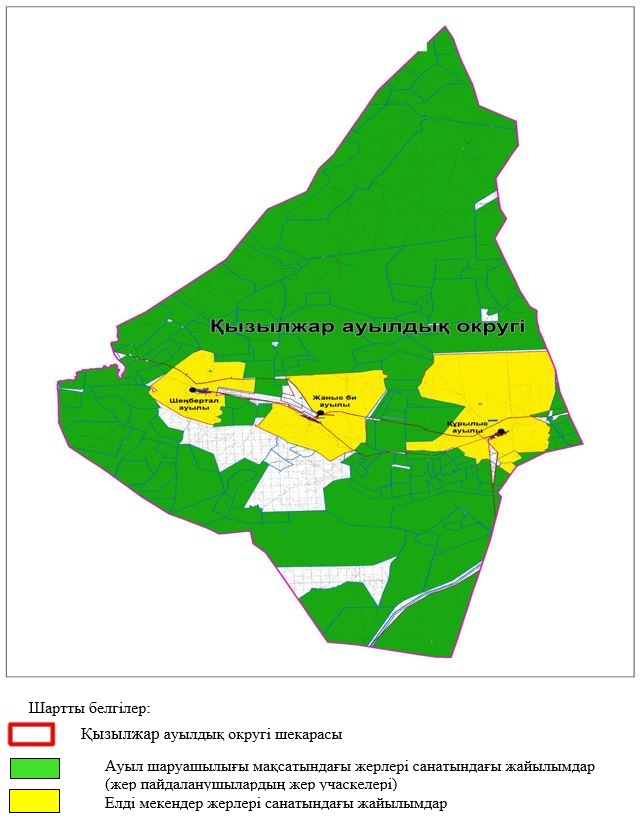 Қызылжар ауылдық округі
Шеңбертал
ауылы
Жаныс би
ауылы
Құрылыс
ауылы
Шартты белгілер:
Қызылжар ауылдық округі шекарасы
Ауыл шаруашылығы мақсатындағы жерлері санатындағы жайылымдар
(жер пайдаланушылардың жер учаскелері)
Елді мекендер жерлері санатындағы жайылымдар